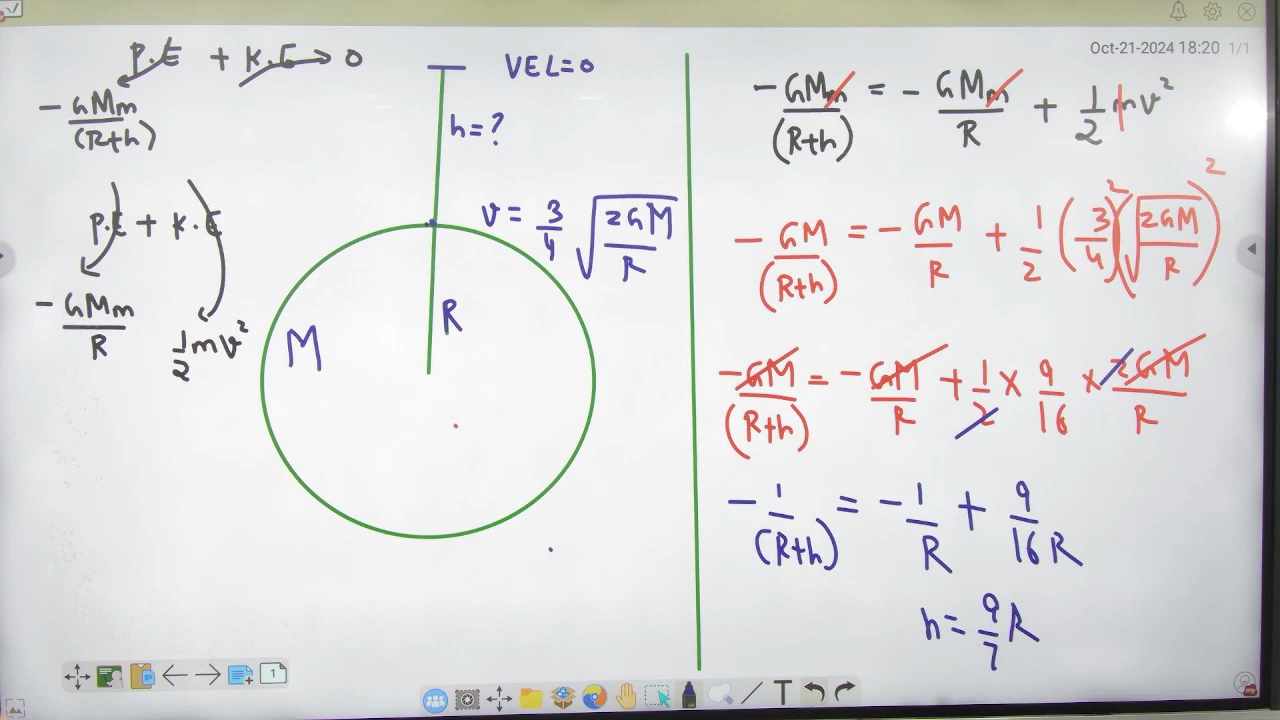 Oct-21-2024 18:20 1/1
P.E + K.E → 0
- GMm/(R+h)
P.E + K.E
- GMm/R 1/2 mv²
VEL=0
h=?
v = 3/4 √(2GM/R)
R
M
- GMm/(R+h) = - GMm/R + 1/2 mv²
- GM/(R+h) = - GM/R + 1/2 (3/4)² (√(2GM/R))²
- GM/(R+h) = - GM/R + 1/2 × 9/16 × 2GM/R
- 1/(R+h) = - 1/R + 9/16R
h = 9/7 R
1
T